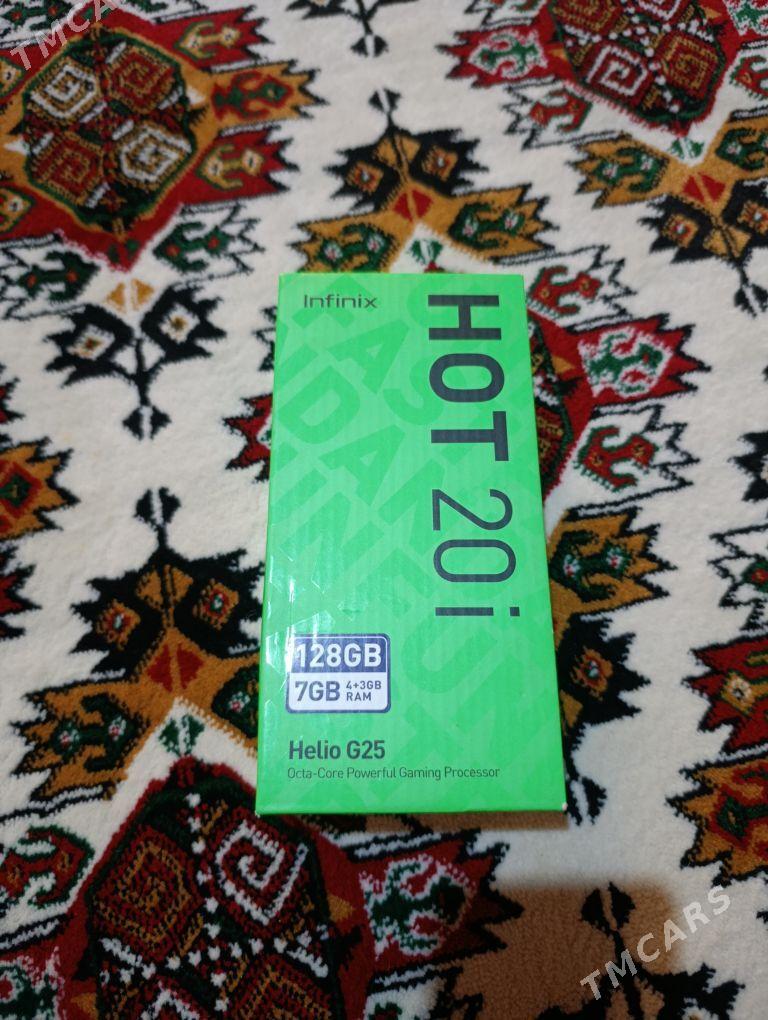 TMCARS
Infinix
HOT 20i
128GB
7GB 4+3GB RAM
Helio G25
Octa-Core Powerful Gaming Processor
TMCARS